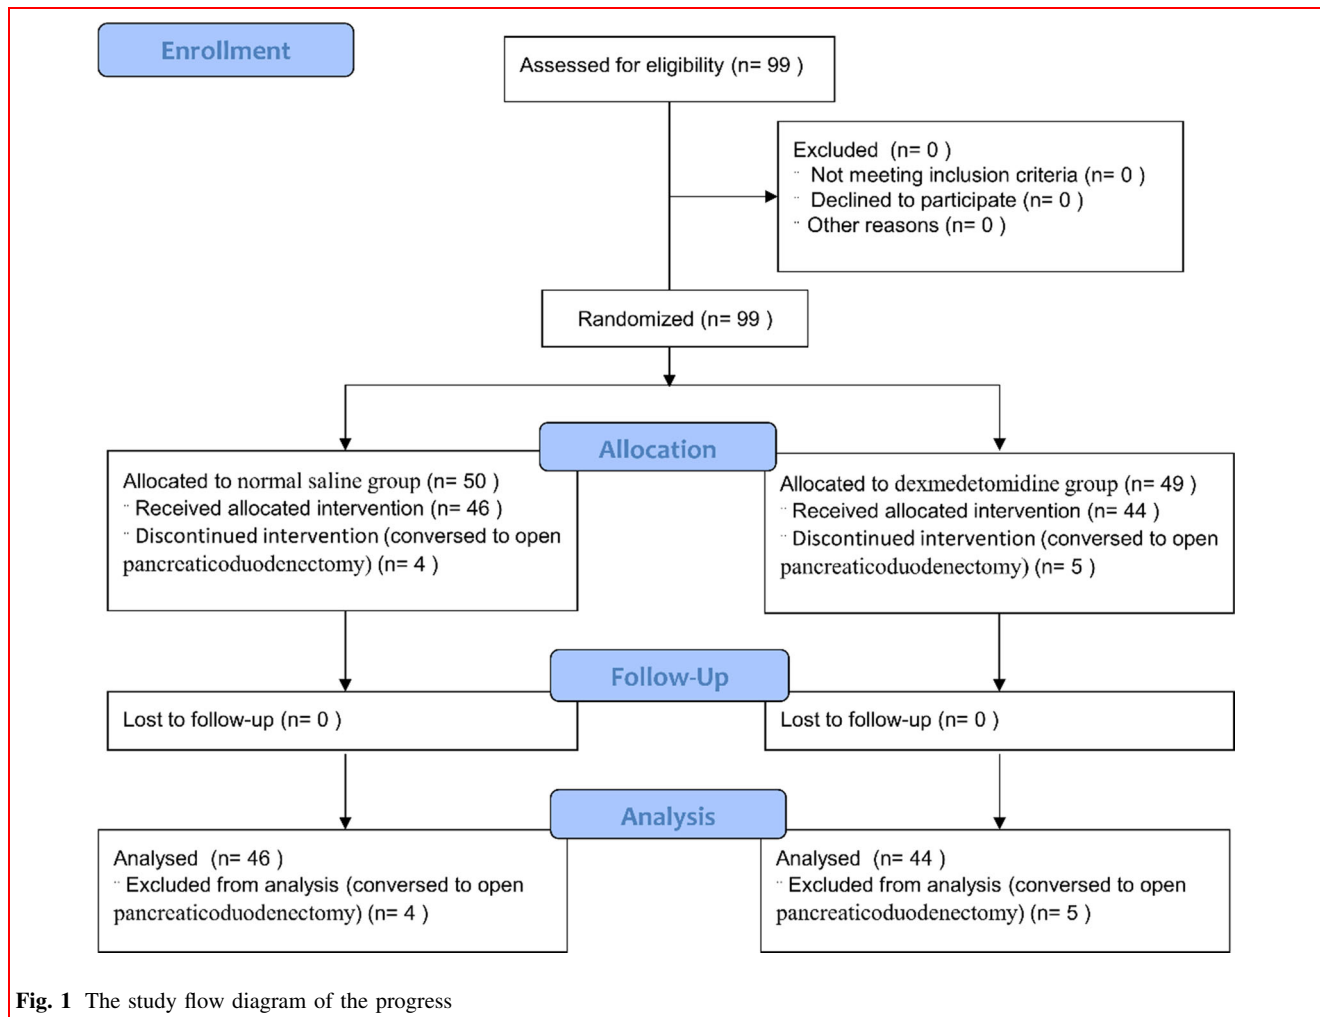 Enrollment
Assessed for eligibility (n= 99 )
Excluded (n= 0 )
¨ Not meeting inclusion criteria (n= 0 )
¨ Declined to participate (n= 0 )
¨ Other reasons (n= 0 )
Randomized (n= 99 )
Allocation
Allocated to normal saline group (n= 50 )
¨ Received allocated intervention (n= 46 )
¨ Discontinued intervention (conversed to open
pancreaticoduodenectomy) (n= 4 )
Allocated to dexmedetomidine group (n= 49 )
¨ Received allocated intervention (n= 44 )
¨ Discontinued intervention (conversed to open
pancreaticoduodenectomy) (n= 5 )
Follow-Up
Lost to follow-up (n= 0 )
Lost to follow-up (n= 0 )
Analysis
Analysed (n= 46 )
¨ Excluded from analysis (conversed to open
pancreaticoduodenectomy) (n= 4 )
Analysed (n= 44 )
¨ Excluded from analysis (conversed to open
pancreaticoduodenectomy) (n= 5 )
Fig. 1 The study flow diagram of the progress